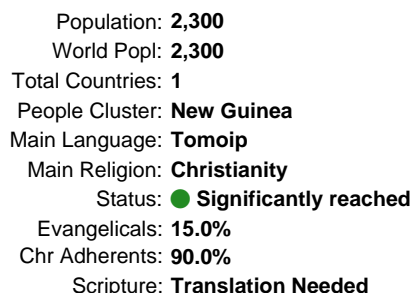 Population: 2,300
World Popl: 2,300
Total Countries: 1
People Cluster: New Guinea
Main Language: Tomoip
Main Religion: Christianity
Status: Significantly reached
Evangelicals: 15.0%
Chr Adherents: 90.0%
Scripture: Translation Needed